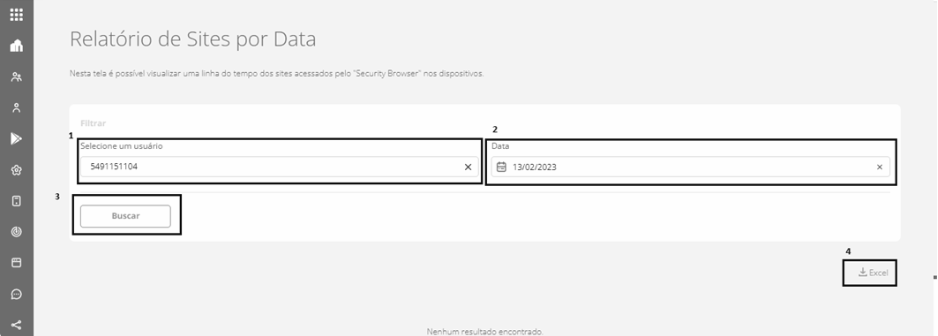 Relatório de Sites por Data
Nesta tela é possível visualizar uma linha do tempo dos sites acessados pelo "Security Browser" nos dispositivos.
Filtrar
1
2
Selecione um usuário
Data
5491151104 ×
13/02/2023 ×
3
Buscar
4
Excel
Nenhum resultado encontrado.